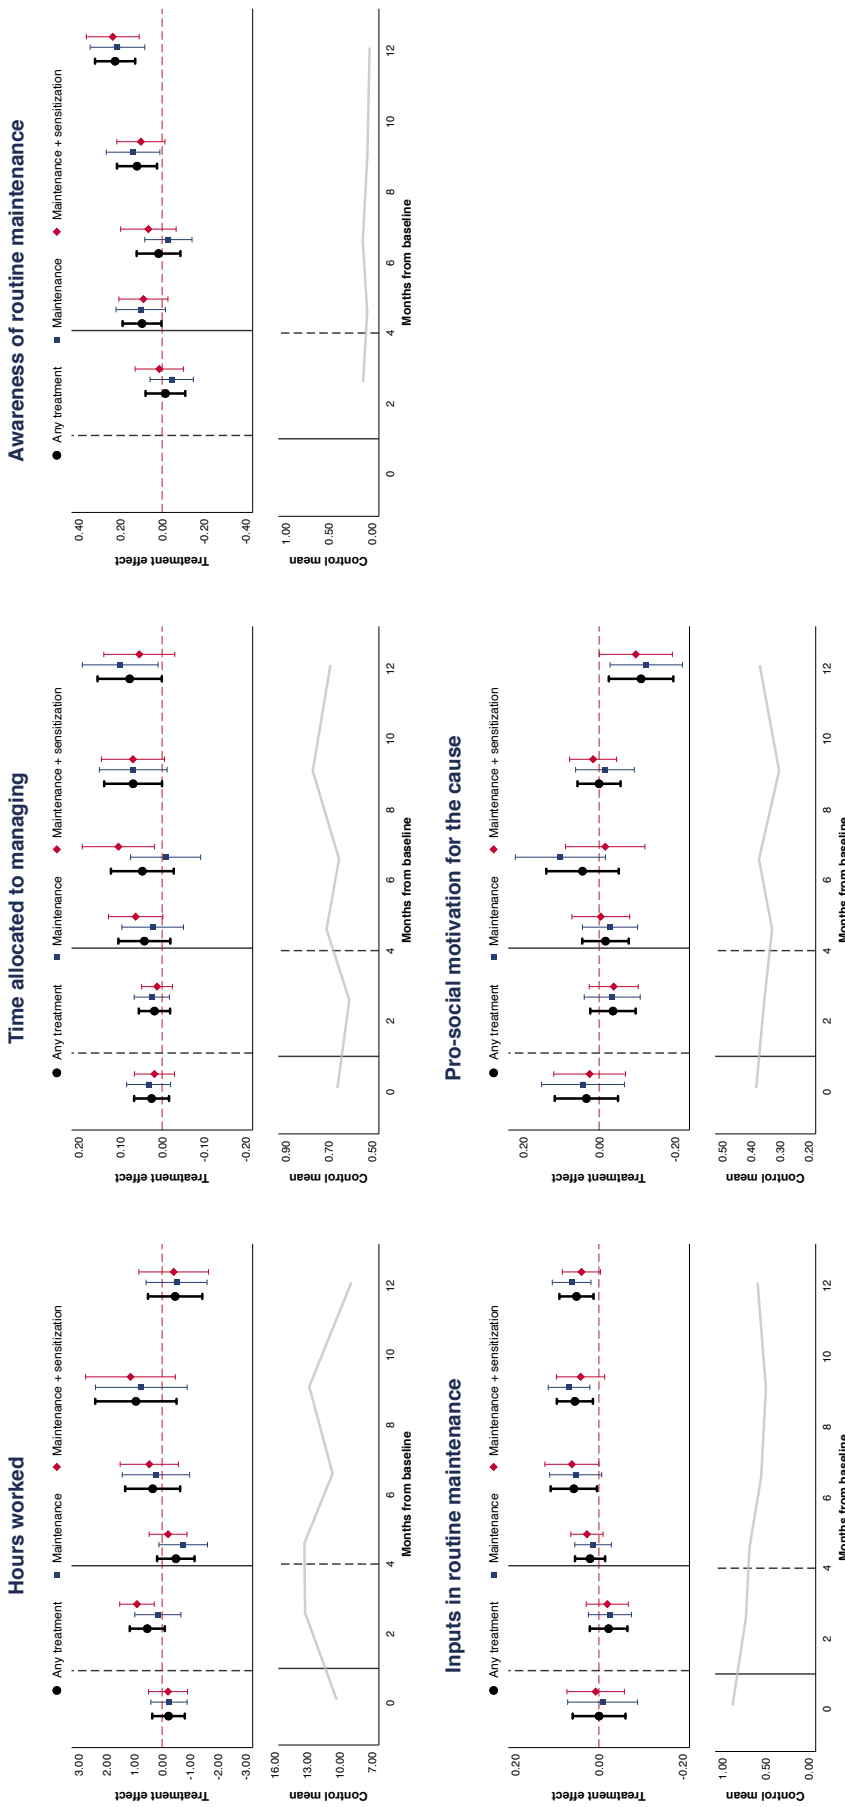 Hours worked
● Any treatment ■ Maintenance ◆ Maintenance + sensitization
Treatment effect
3.00
2.00
1.00
0.00
-1.00
-2.00
-3.00
Control mean
16.00
13.00
10.00
7.00
0 2 4 6 8 10 12
Months from baseline
Time allocated to managing
● Any treatment ■ Maintenance ◆ Maintenance + sensitization
Treatment effect
0.20
0.10
0.00
-0.10
-0.20
Control mean
0.90
0.70
0.50
0 2 4 6 8 10 12
Months from baseline
Awareness of routine maintenance
● Any treatment ■ Maintenance ◆ Maintenance + sensitization
Treatment effect
0.40
0.20
0.00
-0.20
-0.40
Control mean
1.00
0.50
0.00
0 2 4 6 8 10 12
Months from baseline
Inputs in routine maintenance
● Any treatment ■ Maintenance ◆ Maintenance + sensitization
Treatment effect
0.20
0.00
-0.20
Control mean
1.00
0.50
0.00
0 2 4 6 8 10 12
Months from baseline
Pro-social motivation for the cause
● Any treatment ■ Maintenance ◆ Maintenance + sensitization
Treatment effect
0.20
0.00
-0.20
Control mean
0.50
0.40
0.30
0.20
0 2 4 6 8 10 12
Months from baseline